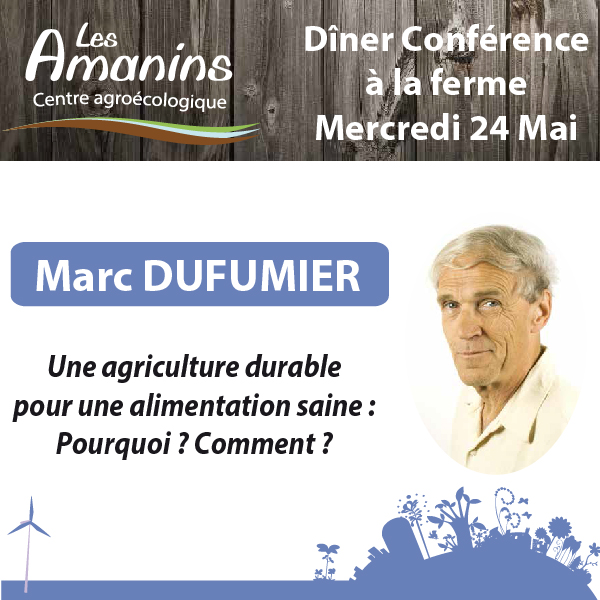 Les
Amanins
Centre agroécologique
Dîner Conférence
à la ferme
Mercredi 24 Mai
Marc DUFUMIER
Une agriculture durable
pour une alimentation saine :
Pourquoi ? Comment ?